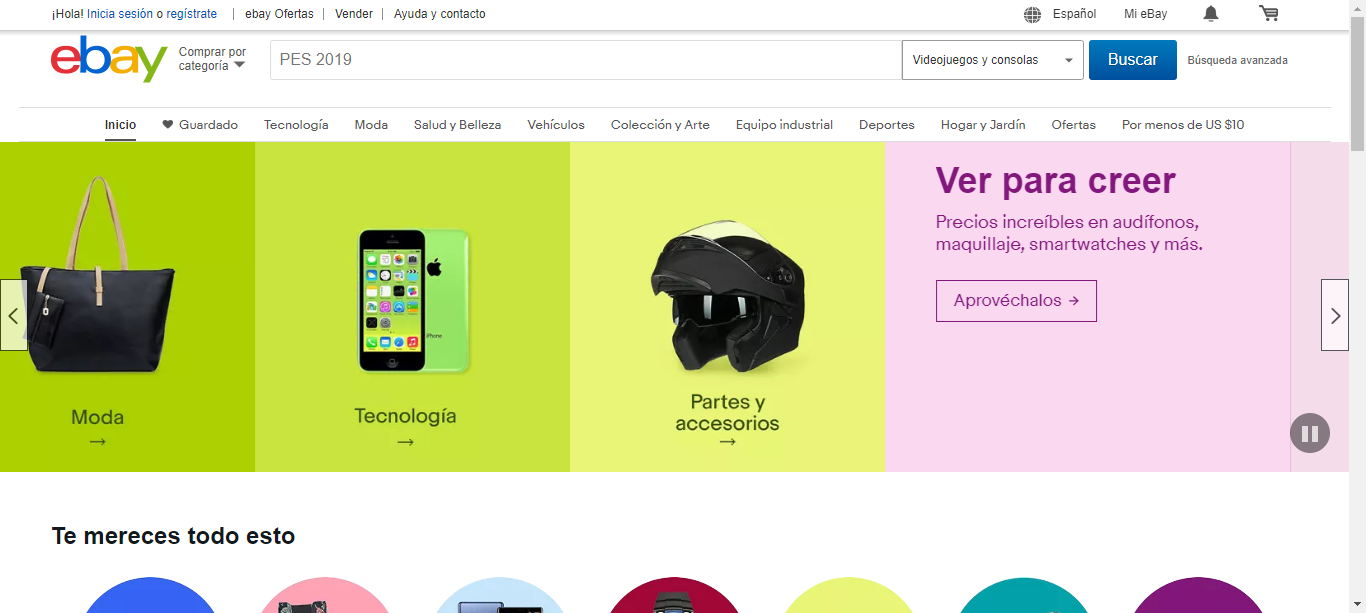 ¡Hola! Inicia sesión o regístrate ebay Ofertas Vender Ayuda y contacto Español Mi eBay
ebay
Comprar por
categoría
PES 2019
Videojuegos y consolas
Buscar
Búsqueda avanzada
Inicio Guardado Tecnología Moda Salud y Belleza Vehículos Colección y Arte Equipo industrial Deportes Hogar y Jardín Ofertas Por menos de US $10
Moda
→
iPhone
Tecnología
→
Partes y
accesorios
→
Ver para creer
Precios increíbles en audífonos,
maquillaje, smartwatches y más.
Aprovéchalos →
Te mereces todo esto